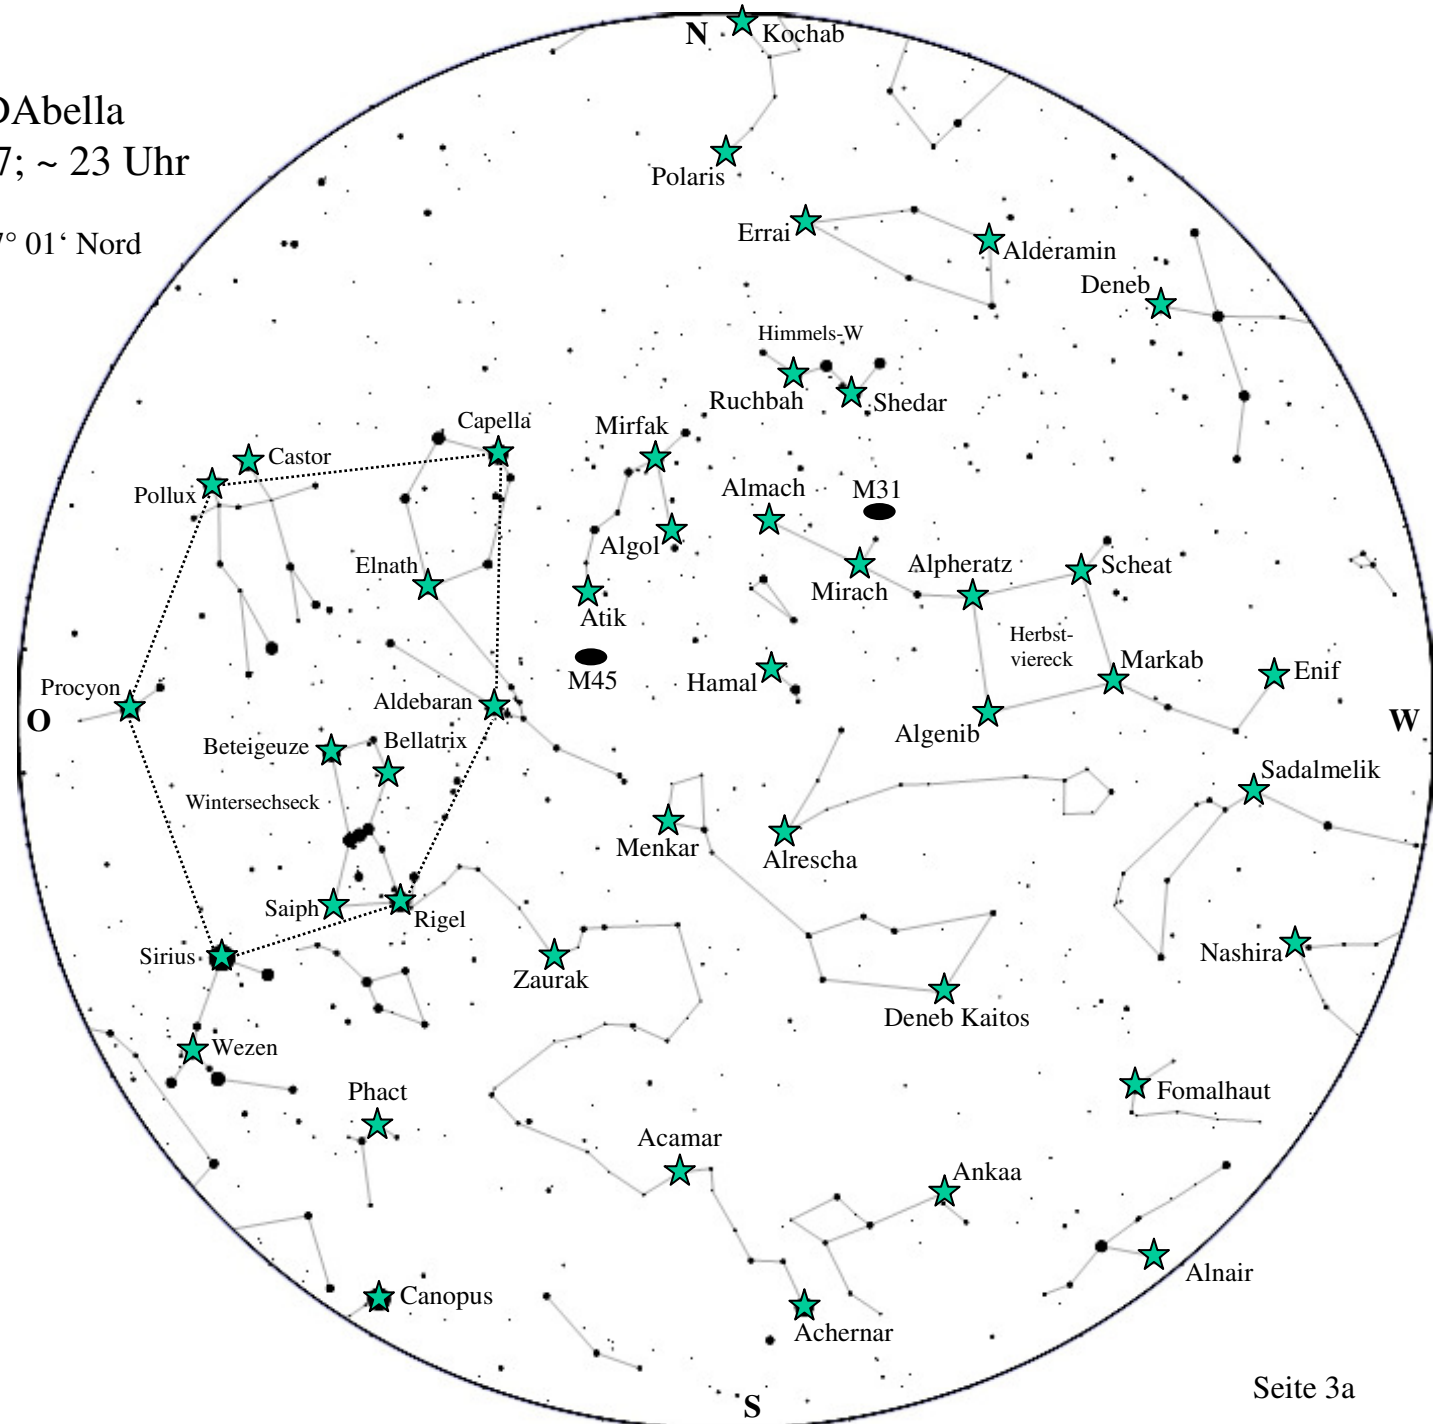 N
Kochab
DAbella
7; ~ 23 Uhr
7° 01‘ Nord
Polaris
Errai
Alderamin
Deneb
Himmels-W
Ruchbah
Shedar
Capella
Mirfak
Castor
Pollux
Almach
M31
Algol
Elnath
Mirach
Alpheratz
Scheat
Atik
Herbst-
viereck
M45
Hamal
Markab
Enif
Procyon
O
Aldebaran
Algenib
W
Beteigeuze
Bellatrix
Wintersechseck
Sadalmelik
Menkar
Alrescha
Saiph
Rigel
Sirius
Zaurak
Nashira
Deneb Kaitos
Wezen
Phact
Fomalhaut
Acamar
Ankaa
Canopus
Alnair
Achernar
Seite 3a
S